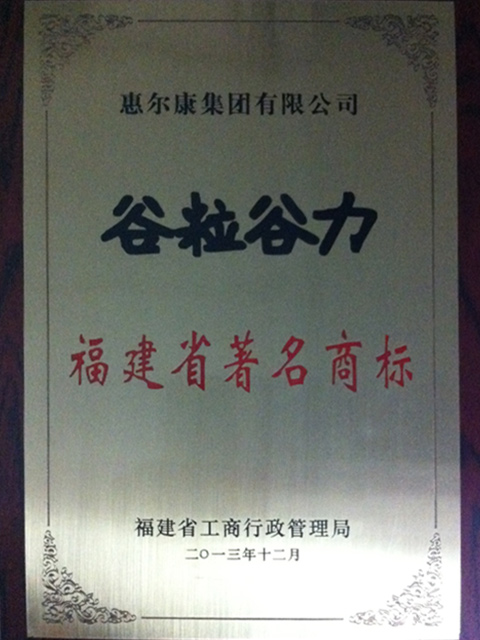 惠尔康集团有限公司
谷粒谷力
福建省著名商标
福建省工商行政管理局
二〇一三年十二月